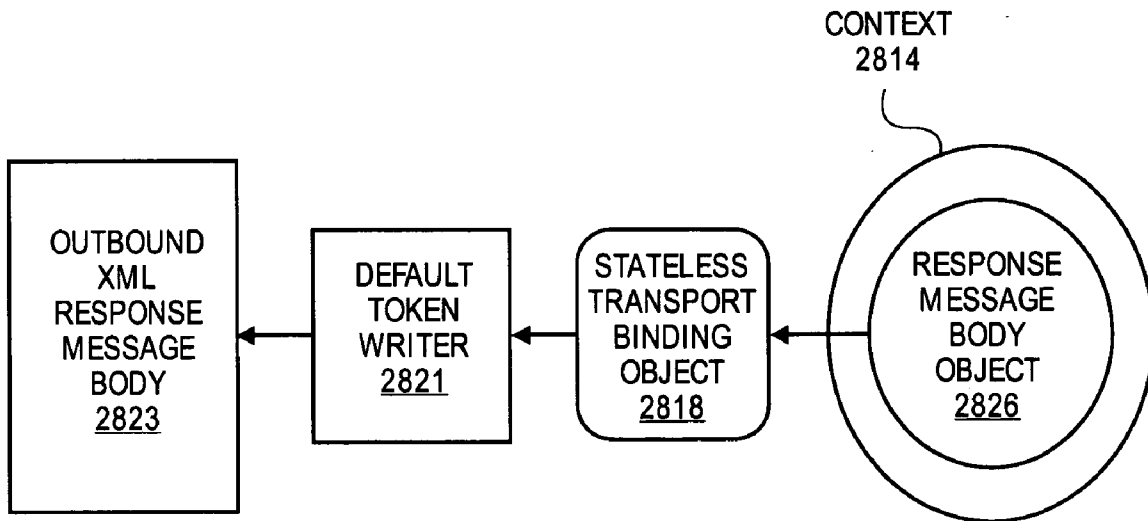 CONTEXT
2814
OUTBOUND
XML
RESPONSE
MESSAGE
BODY
2823
DEFAULT
TOKEN
WRITER
2821
STATELESS
TRANSPORT
BINDING
OBJECT
2818
RESPONSE
MESSAGE
BODY
OBJECT
2826